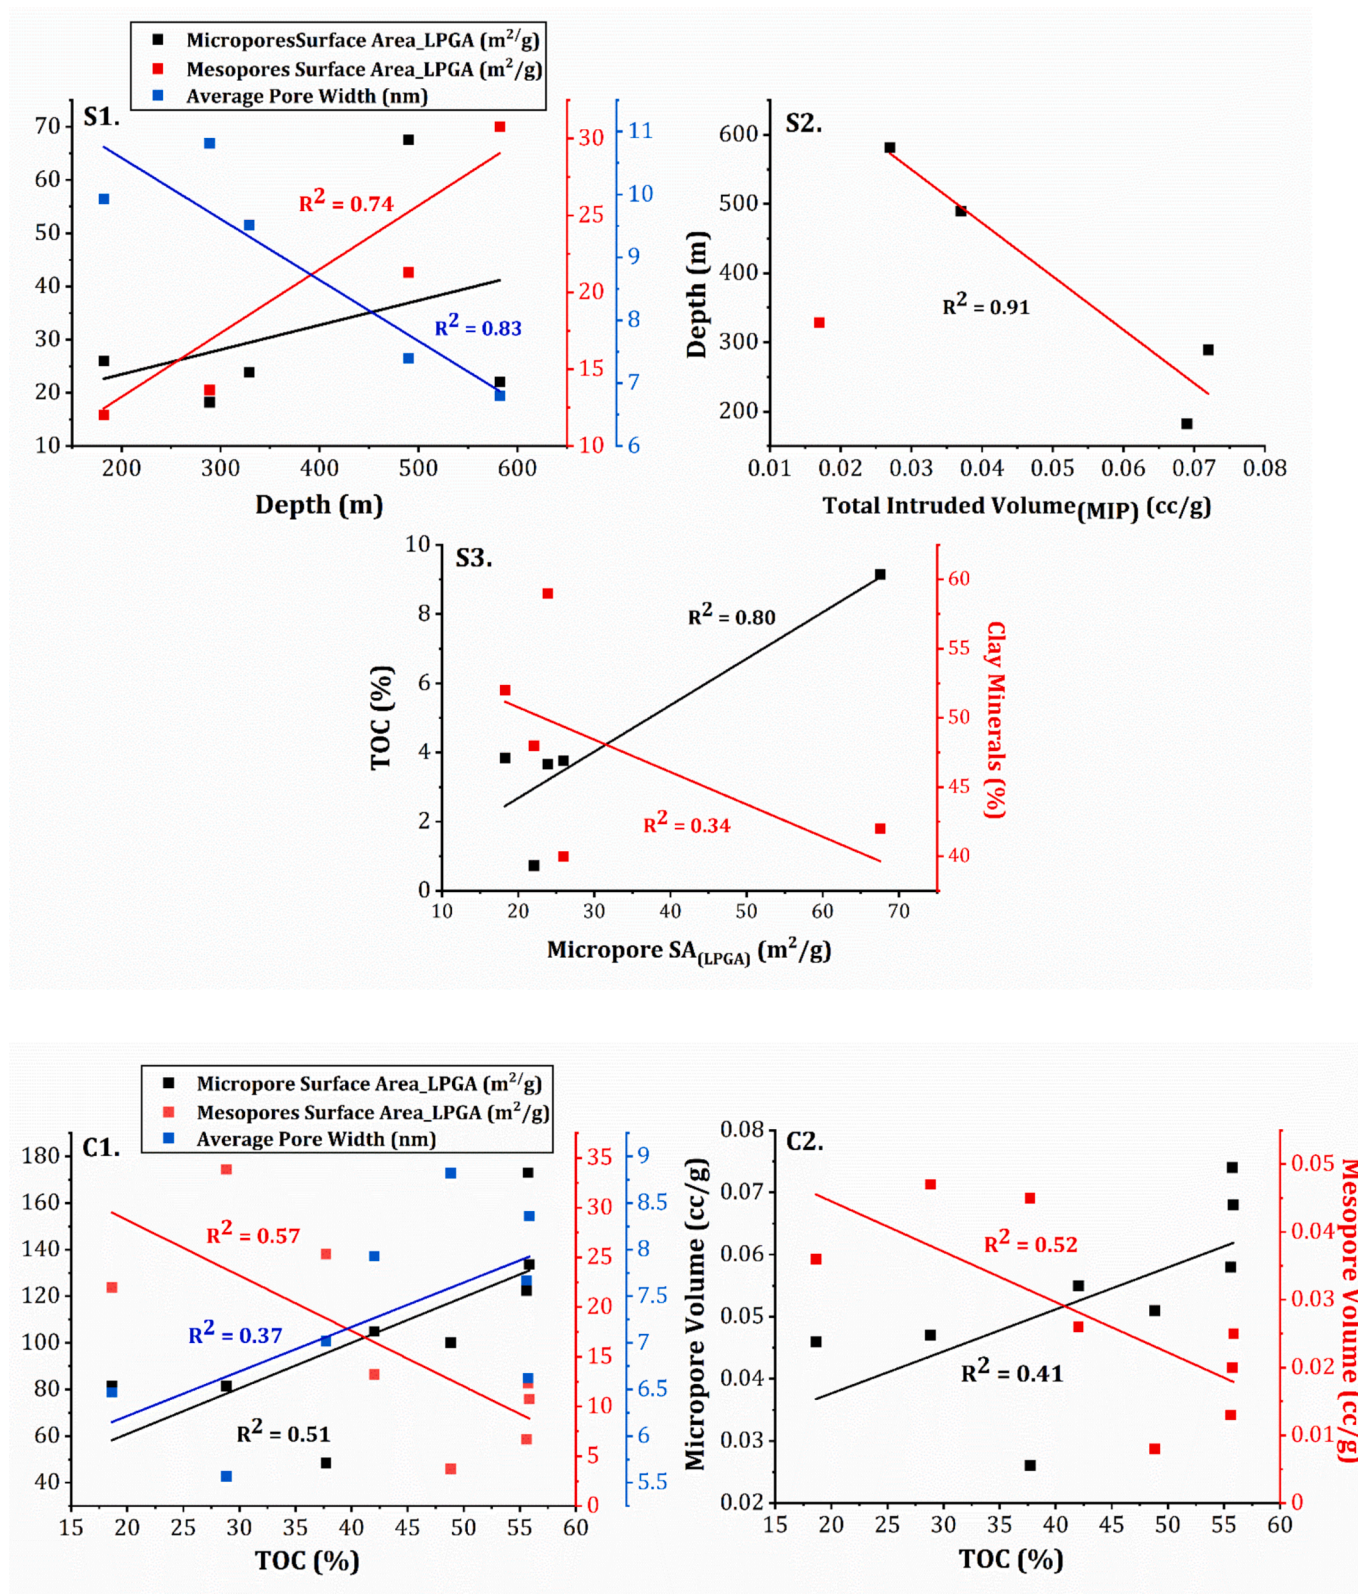 MicroporesSurface Area_LPGA (m²/g)
Mesopores Surface Area_LPGA (m²/g)
Average Pore Width (nm)
S1.
70
60
50
40
30
20
10
R² = 0.74
R² = 0.83
30
25
20
15
10
11
10
9
8
7
6
200 300 400 500 600
Depth (m)
S2.
600
500
400
300
200
Depth (m)
R² = 0.91
0.01 0.02 0.03 0.04 0.05 0.06 0.07 0.08
Total Intruded Volume(MIP) (cc/g)
S3.
10
8
6
4
2
0
TOC (%)
R² = 0.80
R² = 0.34
60
55
50
45
40
Clay Minerals (%)
10 20 30 40 50 60 70
Micropore SA(LPGA) (m²/g)
Micropore Surface Area_LPGA (m²/g)
Mesopores Surface Area_LPGA (m²/g)
Average Pore Width (nm)
C1.
180
160
140
120
100
80
60
40
R² = 0.57
R² = 0.37
R² = 0.51
35
30
25
20
15
10
5
0
9
8.5
8
7.5
7
6.5
6
5.5
15 20 25 30 35 40 45 50 55 60
TOC (%)
C2.
0.08
0.07
0.06
0.05
0.04
0.03
0.02
Micropore Volume (cc/g)
R² = 0.52
R² = 0.41
0.05
0.04
0.03
0.02
0.01
0
Mesopore Volume (cc/g)
15 20 25 30 35 40 45 50 55 60
TOC (%)